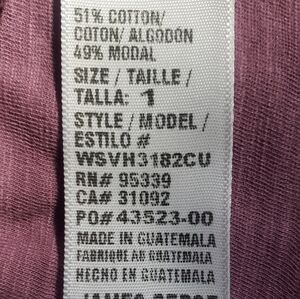 51% COTTON/
COTON/ ALGODÓN
49% MODAL
SIZE / TAILLE /
TALLA: 1
STYLE / MODEL /
ESTILO #
WSVH3182CU
RN# 95339
CA# 31092
PO# 43523-00
MADE IN GUATEMALA
FABRIQUE AU GUATEMALA
HECHO EN GUATEMALA